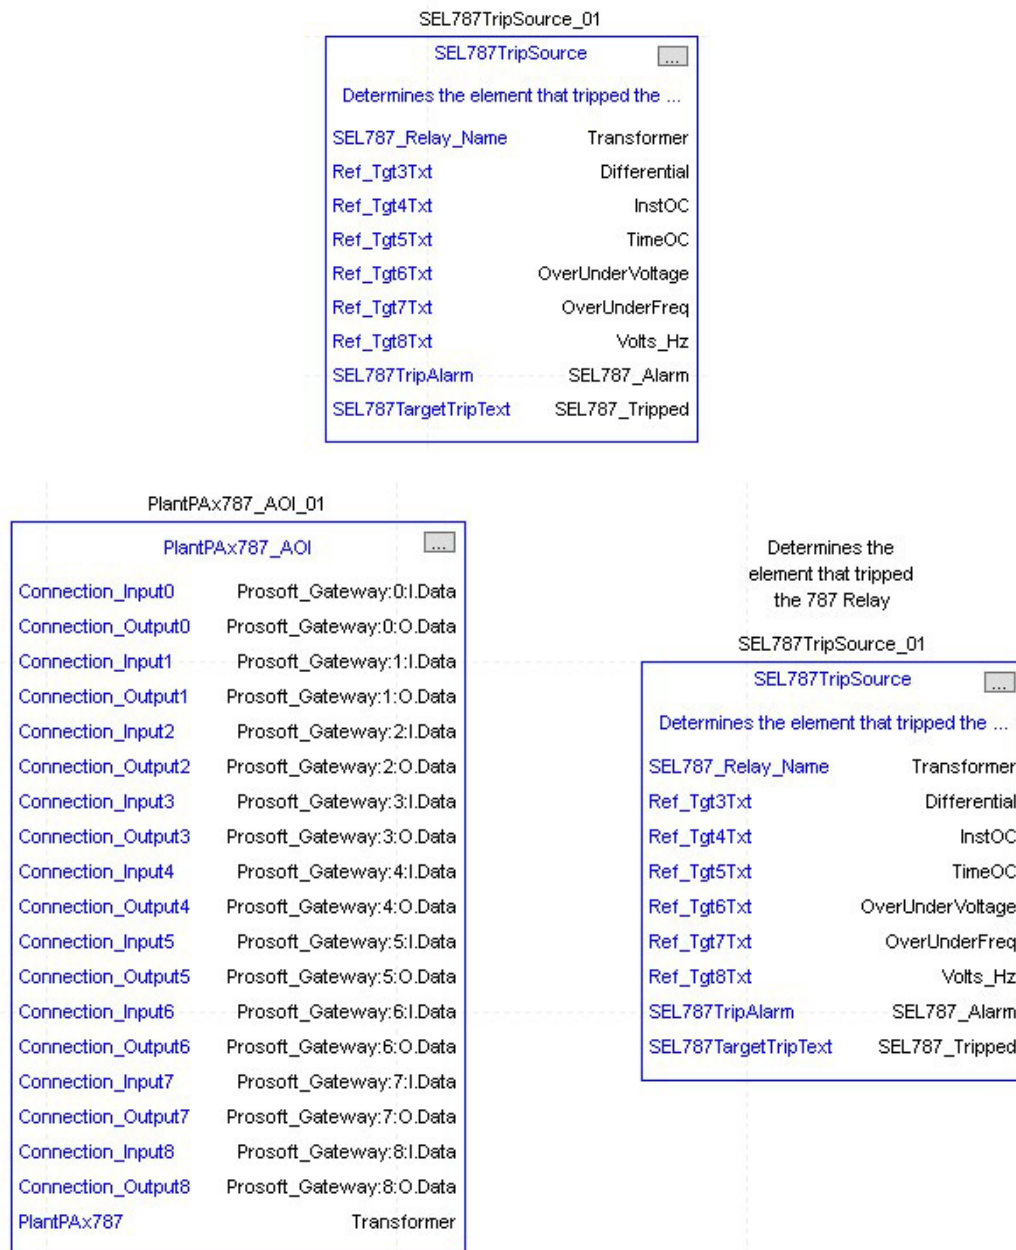 SEL787TripSource_01
SEL787TripSource ...
Determines the element that tripped the ...
SEL787_Relay_Name Transformer
Ref_Tgt3Txt Differential
Ref_Tgt4Txt InstOC
Ref_Tgt5Txt TimeOC
Ref_Tgt6Txt OverUnderVoltage
Ref_Tgt7Txt OverUnderFreq
Ref_Tgt8Txt Volts_Hz
SEL787TripAlarm SEL787_Alarm
SEL787TargetTripText SEL787_Tripped
PlantPAx787_AOI_01
PlantPAx787_AOI ...
Connection_Input0 Prosoft_Gateway:0:I.Data
Connection_Output0 Prosoft_Gateway:0:O.Data
Connection_Input1 Prosoft_Gateway:1:I.Data
Connection_Output1 Prosoft_Gateway:1:O.Data
Connection_Input2 Prosoft_Gateway:2:I.Data
Connection_Output2 Prosoft_Gateway:2:O.Data
Connection_Input3 Prosoft_Gateway:3:I.Data
Connection_Output3 Prosoft_Gateway:3:O.Data
Connection_Input4 Prosoft_Gateway:4:I.Data
Connection_Output4 Prosoft_Gateway:4:O.Data
Connection_Input5 Prosoft_Gateway:5:I.Data
Connection_Output5 Prosoft_Gateway:5:O.Data
Connection_Input6 Prosoft_Gateway:6:I.Data
Connection_Output6 Prosoft_Gateway:6:O.Data
Connection_Input7 Prosoft_Gateway:7:I.Data
Connection_Output7 Prosoft_Gateway:7:O.Data
Connection_Input8 Prosoft_Gateway:8:I.Data
Connection_Output8 Prosoft_Gateway:8:O.Data
PlantPAx787 Transformer
Determines the
element that tripped
the 787 Relay
SEL787TripSource_01
SEL787TripSource ...
Determines the element that tripped the ...
SEL787_Relay_Name Transformer
Ref_Tgt3Txt Differential
Ref_Tgt4Txt InstOC
Ref_Tgt5Txt TimeOC
Ref_Tgt6Txt OverUnderVoltage
Ref_Tgt7Txt OverUnderFreq
Ref_Tgt8Txt Volts_Hz
SEL787TripAlarm SEL787_Alarm
SEL787TargetTripText SEL787_Tripped